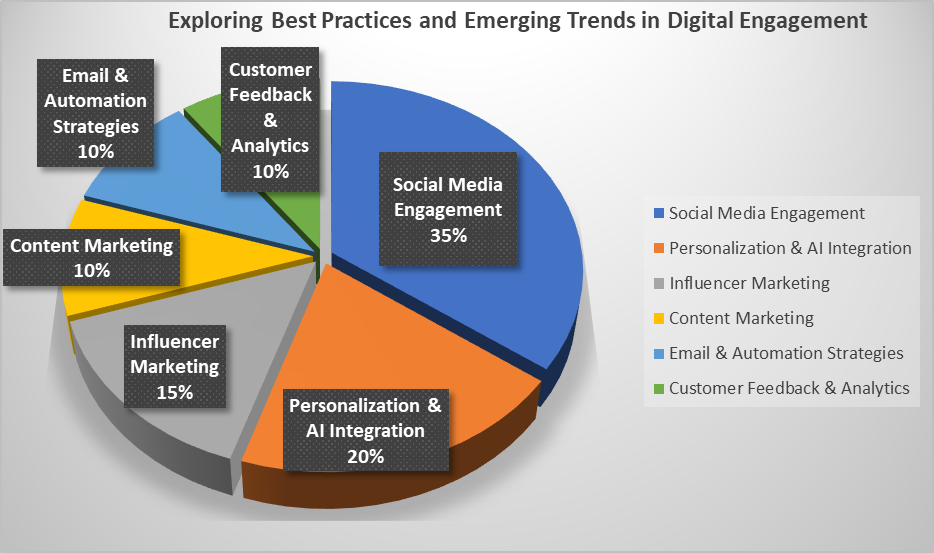 Exploring Best Practices and Emerging Trends in Digital Engagement
Email &
Automation
Strategies
10%
Customer
Feedback
&
Analytics
10%
Social Media
Engagement
35%
Content Marketing
10%
Influencer
Marketing
15%
Personalization &
AI Integration
20%
Social Media Engagement
Personalization & AI Integration
Influencer Marketing
Content Marketing
Email & Automation Strategies
Customer Feedback & Analytics